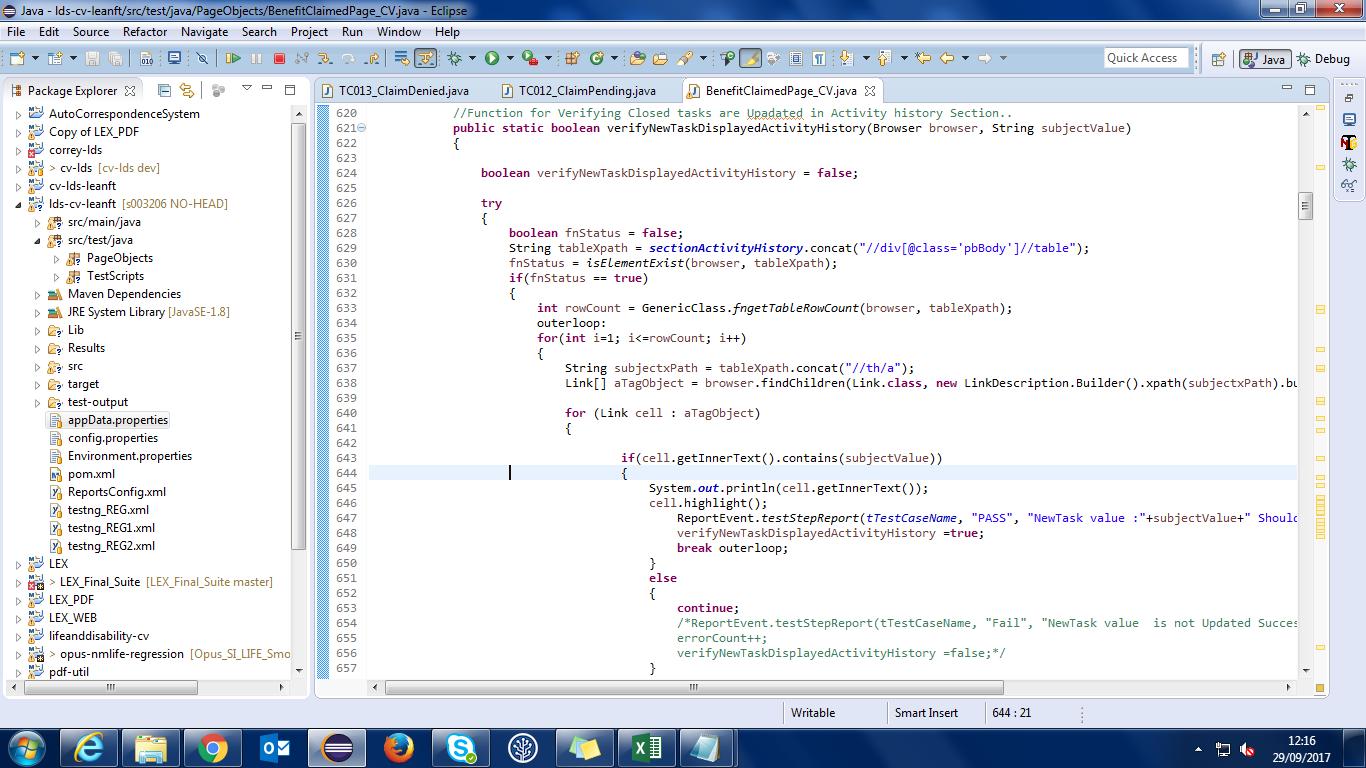 Java - lds-cv-leanft/src/test/java/PageObjects/BenefitClaimedPage_CV.java - Eclipse
File Edit Source Refactor Navigate Search Project Run Window Help
Quick Access Java Debug
Package Explorer
TC013_ClaimDenied.java TC012_ClaimPending.java BenefitClaimedPage_CV.java
AutoCorrespondenceSystem
Copy of LEX_PDF
correy-lds
> cv-lds [cv-lds dev]
cv-lds-leanft
lds-cv-leanft [s003206 NO-HEAD]
src/main/java
src/test/java
PageObjects
TestScripts
Maven Dependencies
JRE System Library [JavaSE-1.8]
Lib
Results
src
target
test-output
appData.properties
config.properties
Environment.properties
pom.xml
ReportsConfig.xml
testng_REG.xml
testng_REG1.xml
testng_REG2.xml
LEX
> LEX_Final_Suite [LEX_Final_Suite master]
LEX_PDF
LEX_WEB
lifeanddisability-cv
> opus-nmlife-regression [Opus_SI_LIFE_Smo
pdf-util
620 //Function for Verifying Closed tasks are Upadated in Activity history Section..
621 public static boolean verifyNewTaskDisplayedActivityHistory(Browser browser, String subjectValue)
622 {
623
624 boolean verifyNewTaskDisplayedActivityHistory = false;
625
626 try
627 {
628 boolean fnStatus = false;
629 String tableXpath = sectionActivityHistory.concat("//div[@class='pbBody']//table");
630 fnStatus = isElementExist(browser, tableXpath);
631 if(fnStatus == true)
632 {
633 int rowCount = GenericClass.fngetTableRowCount(browser, tableXpath);
634 outerloop:
635 for(int i=1; i<=rowCount; i++)
636 {
637 String subjectxPath = tableXpath.concat("//th/a");
638 Link[] aTagObject = browser.findChildren(Link.class, new LinkDescription.Builder().xpath(subjectxPath).bu
639
640 for (Link cell : aTagObject)
641 {
642
643 if(cell.getInnerText().contains(subjectValue))
644 {
645 System.out.println(cell.getInnerText());
646 cell.highlight();
647 ReportEvent.testStepReport(tTestCaseName, "PASS", "NewTask value :"+subjectValue+" Shoul
648 verifyNewTaskDisplayedActivityHistory =true;
649 break outerloop;
650 }
651 else
652 {
653 continue;
654 /*ReportEvent.testStepReport(tTestCaseName, "Fail", "NewTask value  is not Updated Succes
655 errorCount++;
656 verifyNewTaskDisplayedActivityHistory =false;*/
657 }
Writable Smart Insert 644 : 21
12:16
29/09/2017